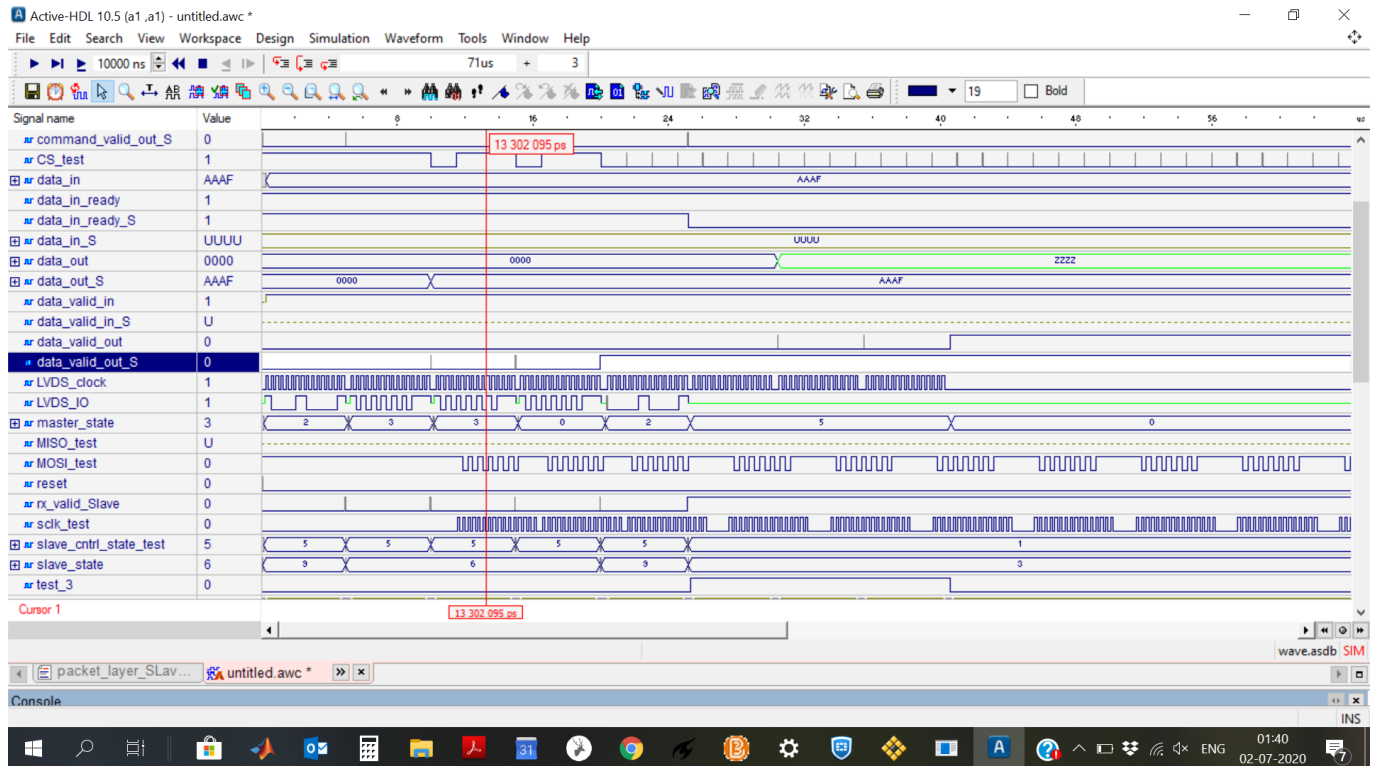 Active-HDL 10.5 (a1 ,a1) - untitled.awc *
File Edit Search View Workspace Design Simulation Waveform Tools Window Help
10000 ns 71us + 3
19 Bold
Signal name Value 8 16 24 32 40 48 56 us
command_valid_out_S 0
13 302 095 ps
CS_test 1
data_in AAAF AAAF
data_in_ready 1
data_in_ready_S 1
data_in_S UUUU UUUU
data_out 0000 0000 ZZZZ
data_out_S AAAF 0000 AAAF
data_valid_in 1
data_valid_in_S U
data_valid_out 0
data_valid_out_S 0
LVDS_clock 1
LVDS_IO 1
master_state 3 2 3 3 0 2 5 0
MISO_test U
MOSI_test 0
reset 0
rx_valid_Slave 0
sclk_test 0
slave_cntrl_state_test 5 5 5 5 5 5 1
slave_state 6 9 6 9 3
test_3 0
Cursor 1 13 302 095 ps
wave.asdb SIM
packet_layer_SLav... untitled.awc *
Console
INS
31 A ENG 01:40 02-07-2020 7